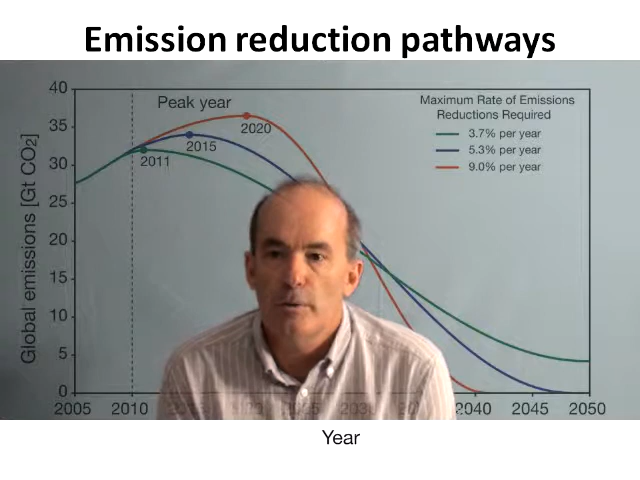 Emission reduction pathways
40
35
30
25
20
15
10
5
0
Global emissions [Gt CO2]
Peak year
2011
2015
2020
Maximum Rate of Emissions
Reductions Required
3.7% per year
5.3% per year
9.0% per year
2005 2010 2040 2045 2050
Year